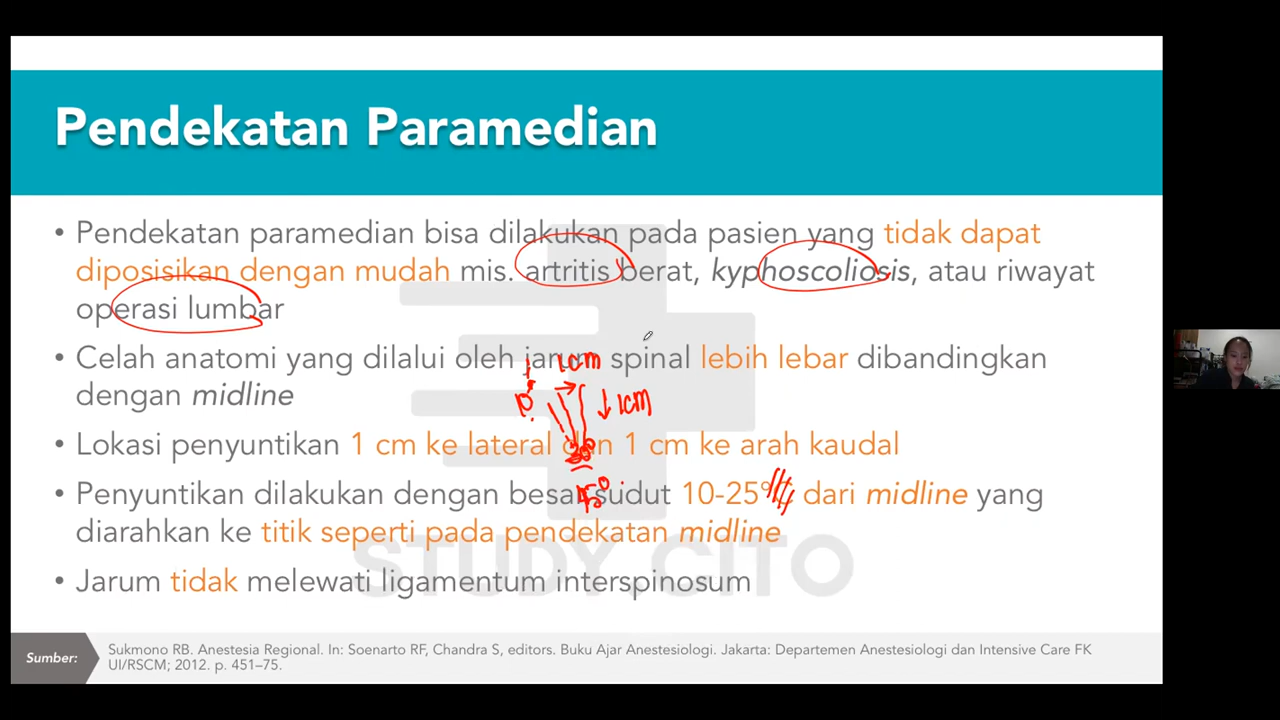 Pendekatan Paramedian
• Pendekatan paramedian bisa dilakukan pada pasien yang tidak dapat
diposisikan dengan mudah mis. artritis berat, kyphoscoliosis, atau riwayat
operasi lumbar
• Celah anatomi yang dilalui oleh jarum spinal lebih lebar dibandingkan
dengan midline
1cm
1cm
• Lokasi penyuntikan 1 cm ke lateral dan 1 cm ke arah kaudal
• Penyuntikan dilakukan dengan besar sudut 10-25° dari midline yang
diarahkan ke titik seperti pada pendekatan midline
• Jarum tidak melewati ligamentum interspinosum
STUDY CITO
Sumber:
Sukmono RB. Anestesia Regional. In: Soenarto RF, Chandra S, editors. Buku Ajar Anestesiologi. Jakarta: Departemen Anestesiologi dan Intensive Care FK
UI/RSCM; 2012. p. 451–75.